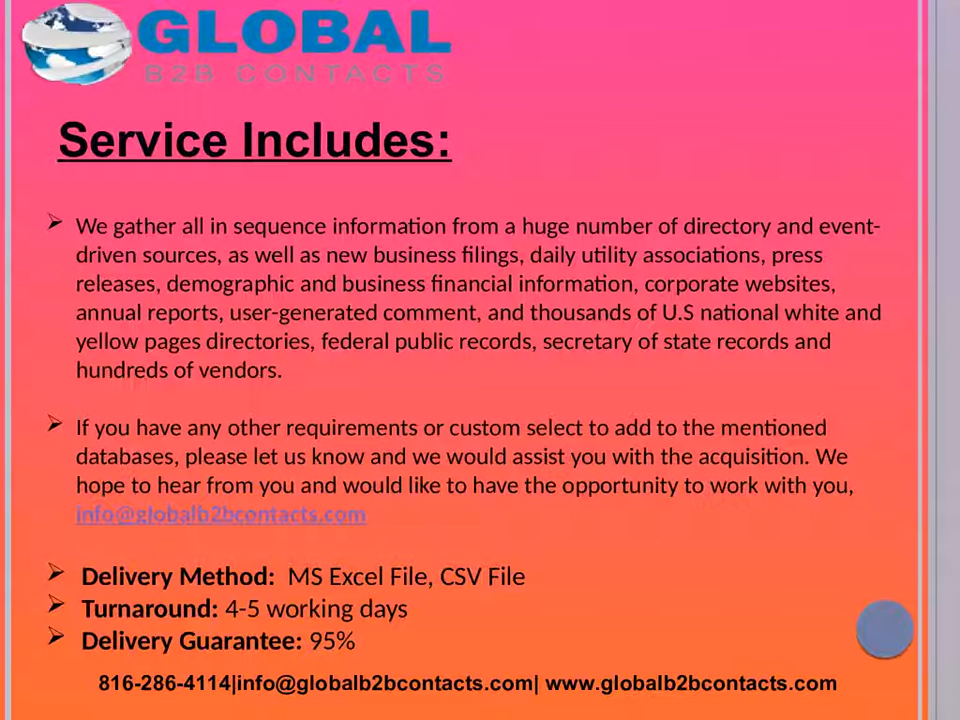 GLOBAL
B2B CONTACTS
Service Includes:
We gather all in sequence information from a huge number of directory and event-
driven sources, as well as new business filings, daily utility associations, press
releases, demographic and business financial information, corporate websites,
annual reports, user-generated comment, and thousands of U.S national white and
yellow pages directories, federal public records, secretary of state records and
hundreds of vendors.
If you have any other requirements or custom select to add to the mentioned
databases, please let us know and we would assist you with the acquisition. We
hope to hear from you and would like to have the opportunity to work with you,
info@globalb2bcontacts.com
Delivery Method: MS Excel File, CSV File
Turnaround: 4-5 working days
Delivery Guarantee: 95%
816-286-4114|info@globalb2bcontacts.com| www.globalb2bcontacts.com